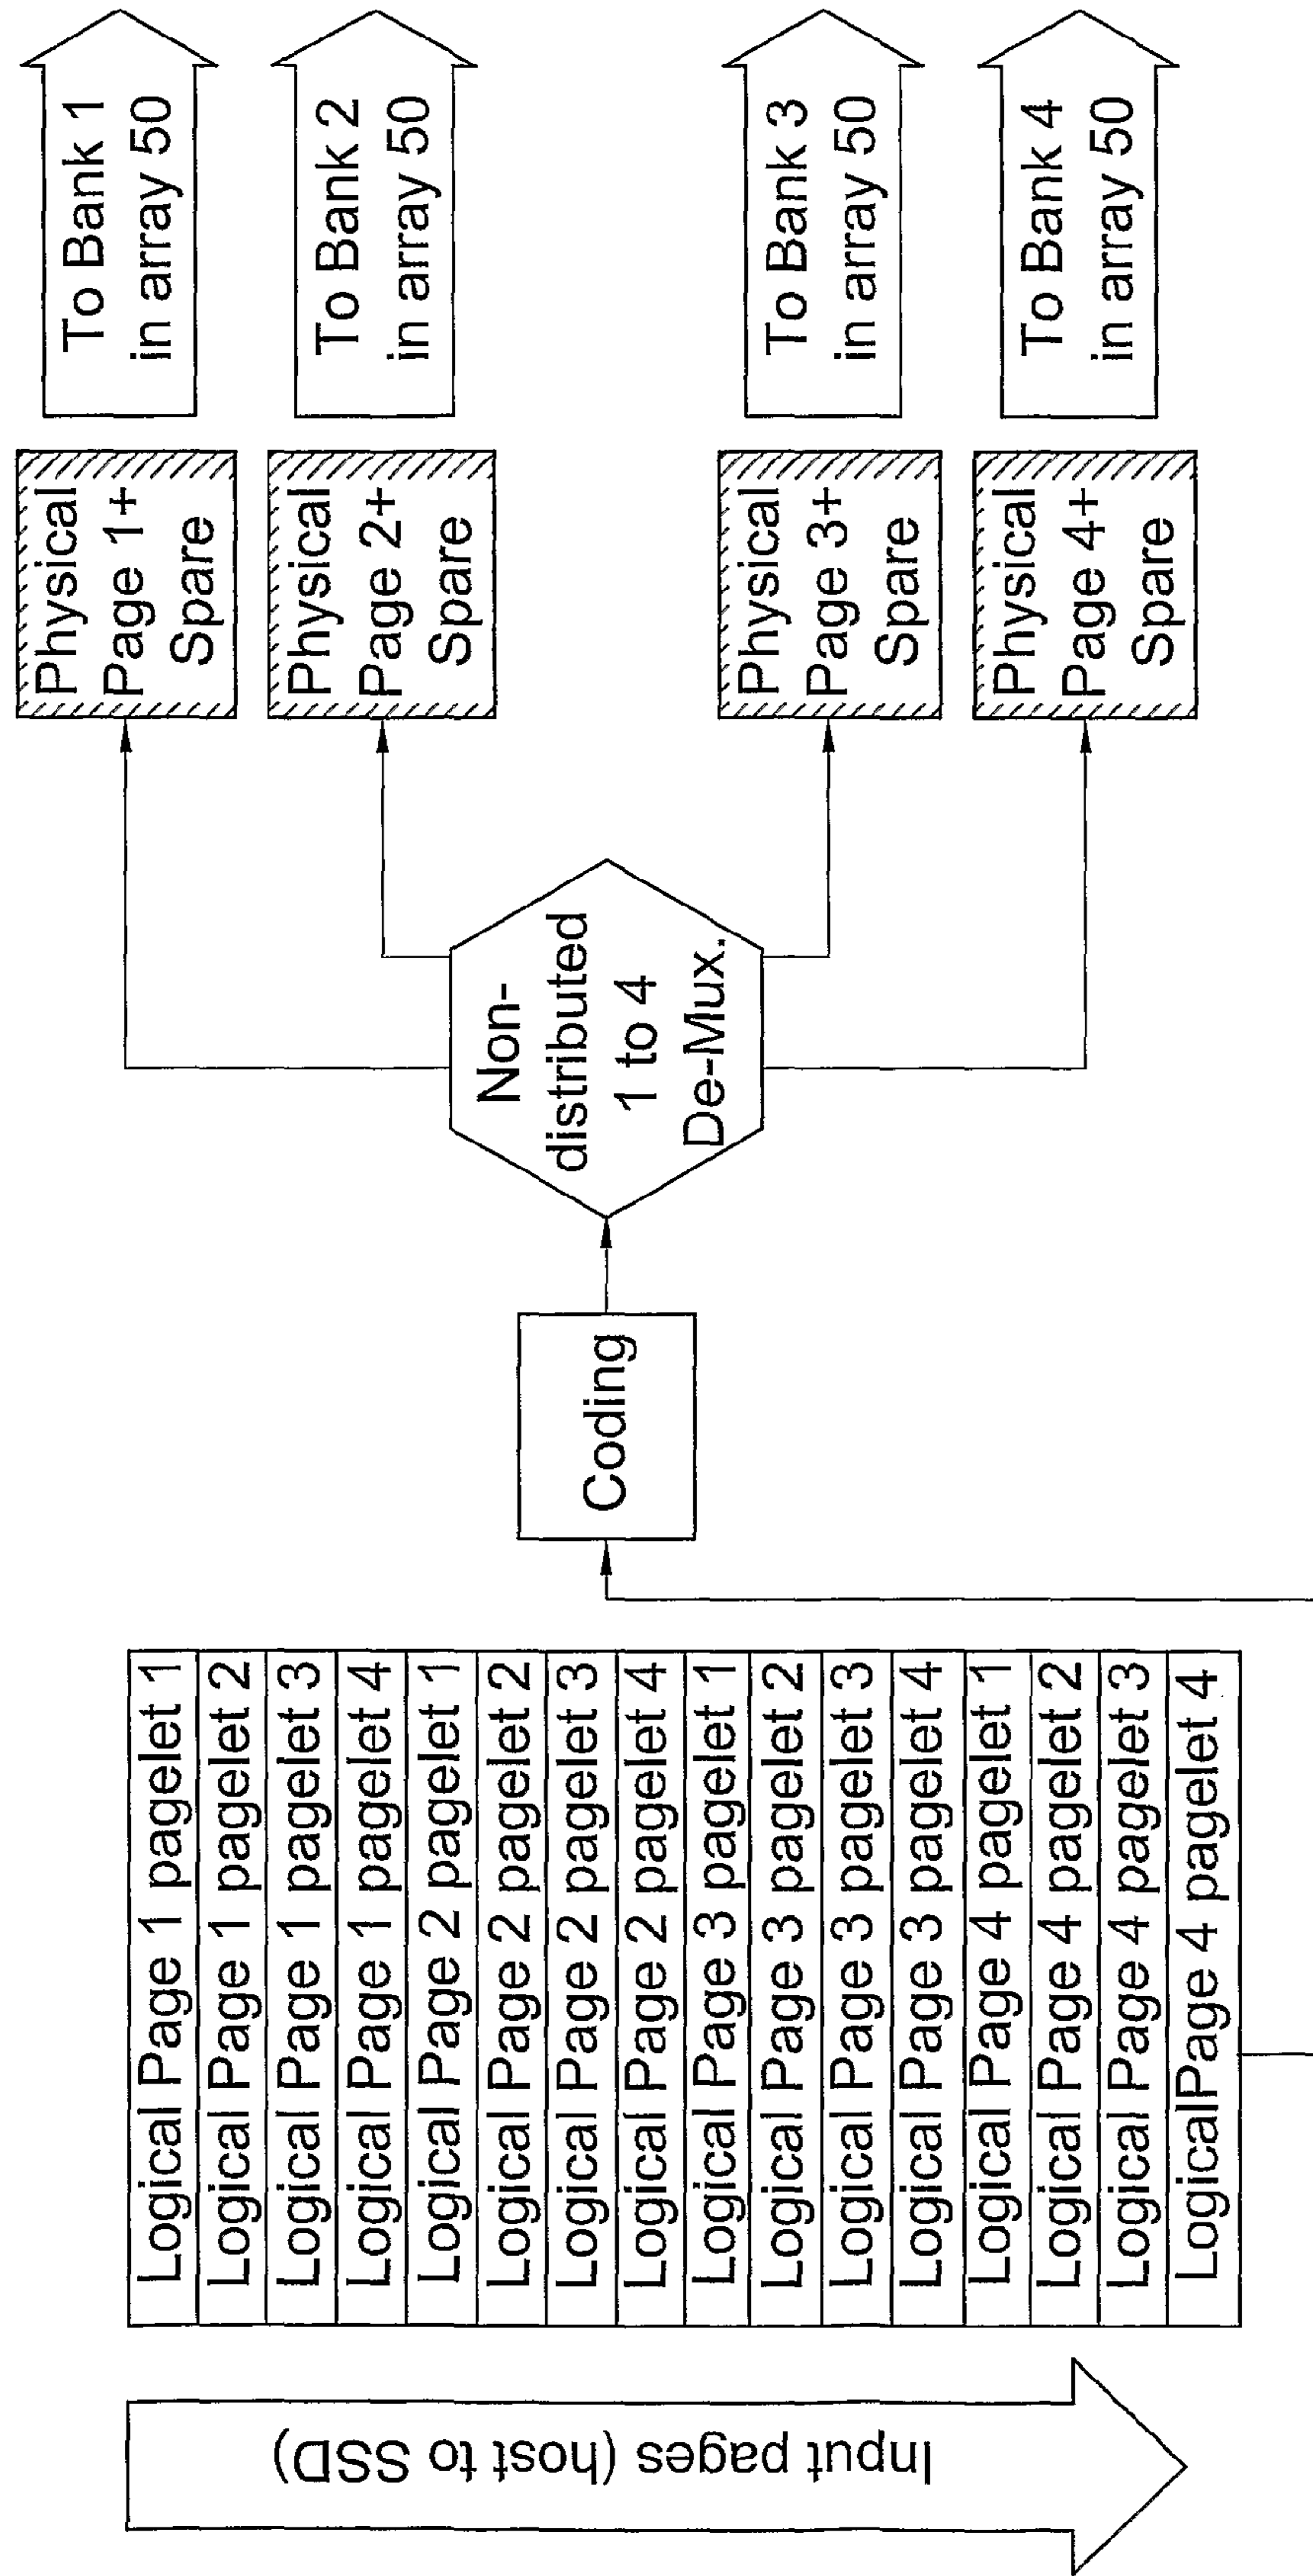 Input pages (host to SSD)
Logical Page 1 pagelet 1
Logical Page 1 pagelet 2
Logical Page 1 pagelet 3
Logical Page 1 pagelet 4
Logical Page 2 pagelet 1
Logical Page 2 pagelet 2
Logical Page 2 pagelet 3
Logical Page 2 pagelet 4
Logical Page 3 pagelet 1
Logical Page 3 pagelet 2
Logical Page 3 pagelet 3
Logical Page 3 pagelet 4
Logical Page 4 pagelet 1
Logical Page 4 pagelet 2
Logical Page 4 pagelet 3
LogicalPage 4 pagelet 4
Coding
Non-
distributed
1 to 4
De-Mux.
Physical
Page 1+
Spare
To Bank 1
in array 50
Physical
Page 2+
Spare
To Bank 2
in array 50
Physical
Page 3+
Spare
To Bank 3
in array 50
Physical
Page 4+
Spare
To Bank 4
in array 50